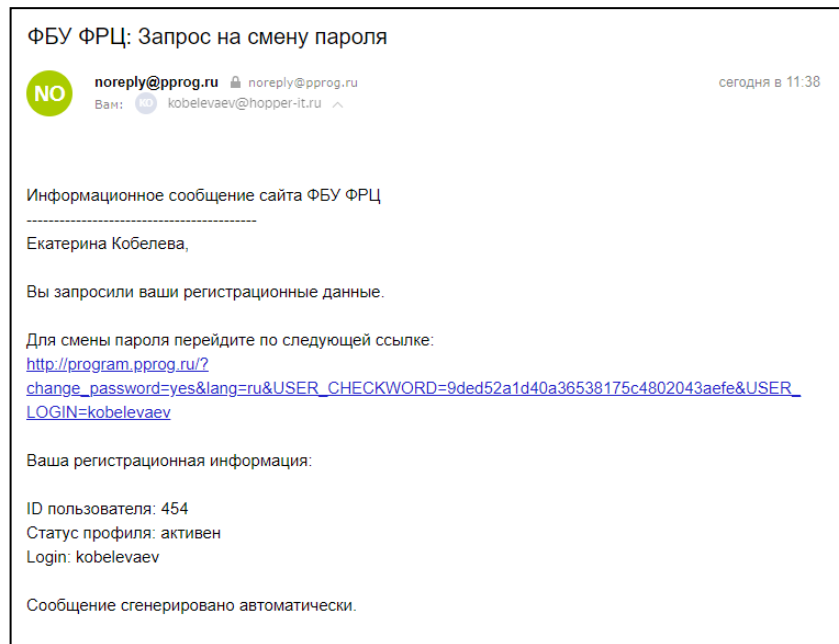 ФБУ ФРЦ: Запрос на смену пароля
NO
noreply@pprog.ru noreply@pprog.ru
сегодня в 11:38
Вам: KO kobelevaev@hopper-it.ru
Информационное сообщение сайта ФБУ ФРЦ
------------------------------------------
Екатерина Кобелева,
Вы запросили ваши регистрационные данные.
Для смены пароля перейдите по следующей ссылке:
http://program.pprog.ru/?
change_password=yes&lang=ru&USER_CHECKWORD=9ded52a1d40a36538175c4802043aefe&USER_
LOGIN=kobelevaev
Ваша регистрационная информация:
ID пользователя: 454
Статус профиля: активен
Login: kobelevaev
Сообщение сгенерировано автоматически.